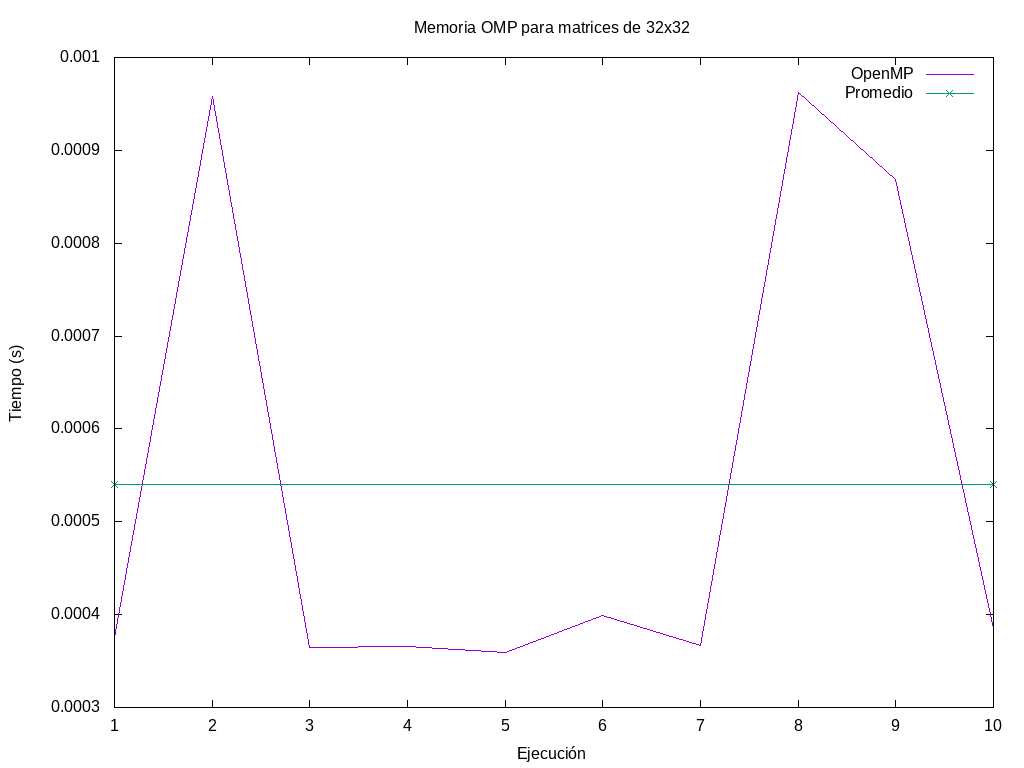 Memoria OMP para matrices de 32x32
OpenMP
Promedio
0.001
0.0009
0.0008
0.0007
0.0006
0.0005
0.0004
0.0003
Tiempo (s)
1 2 3 4 5 6 7 8 9 10
Ejecución